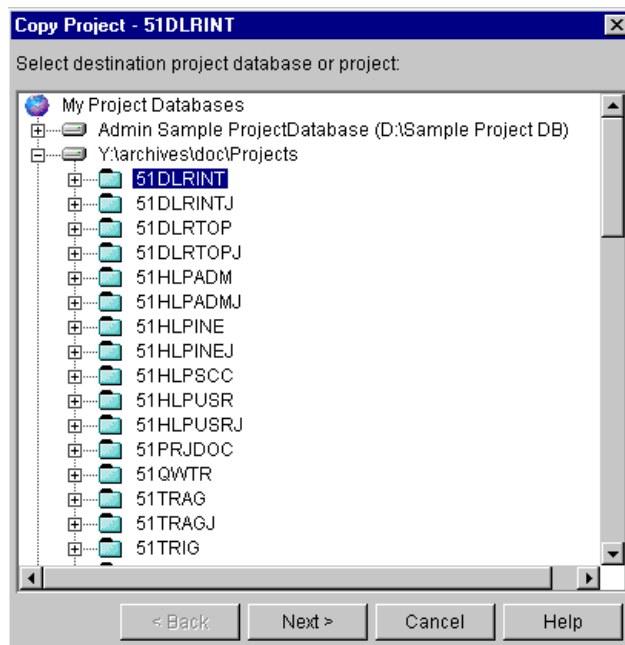 Copy Project - 51DLRINT
Select destination project database or project:
My Project Databases
Admin Sample ProjectDatabase (D:\Sample Project DB)
Y:\archives\doc\Projects
51DLRINT
51DLRINTJ
51DLRTOP
51DLRTOPJ
51HLPADM
51HLPADMJ
51HLPINE
51HLPINEJ
51HLPSCC
51HLPUSR
51HLPUSRJ
51PRJDOC
51QWTR
51TRAG
51TRAGJ
51TRIG
< Back Next > Cancel Help